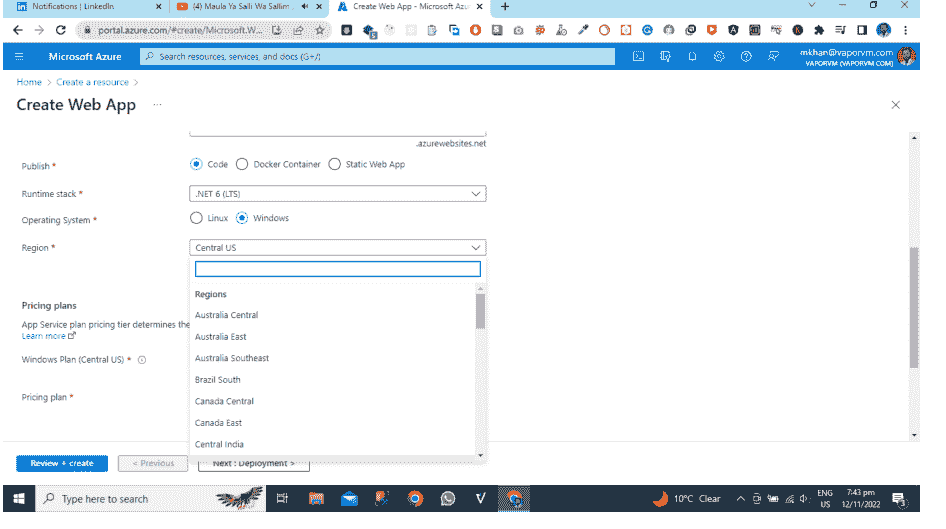 Notifications | LinkedIn
(4) Maula Ya Salli Wa Sallim
Create Web App - Microsoft Azu
portal.azure.com/#create/Microsoft.W...
Microsoft Azure
Search resources, services, and docs (G+/)
mkhan@vaporvm.com
VAPORVM (VAPORVM.COM)
Home > Create a resource >
Create Web App ...
.azurewebsites.net
Publish *
Code
Docker Container
Static Web App
Runtime stack *
.NET 6 (LTS)
Operating System *
Linux
Windows
Region *
Central US
Regions
Australia Central
Australia East
Australia Southeast
Brazil South
Canada Central
Canada East
Central India
Pricing plans
App Service plan pricing tier determines the
Learn more
Windows Plan (Central US) *
Pricing plan *
Review + create
< Previous
Next : Deployment >
Type here to search
10°C Clear
ENG
US
7:43 pm
12/11/2022